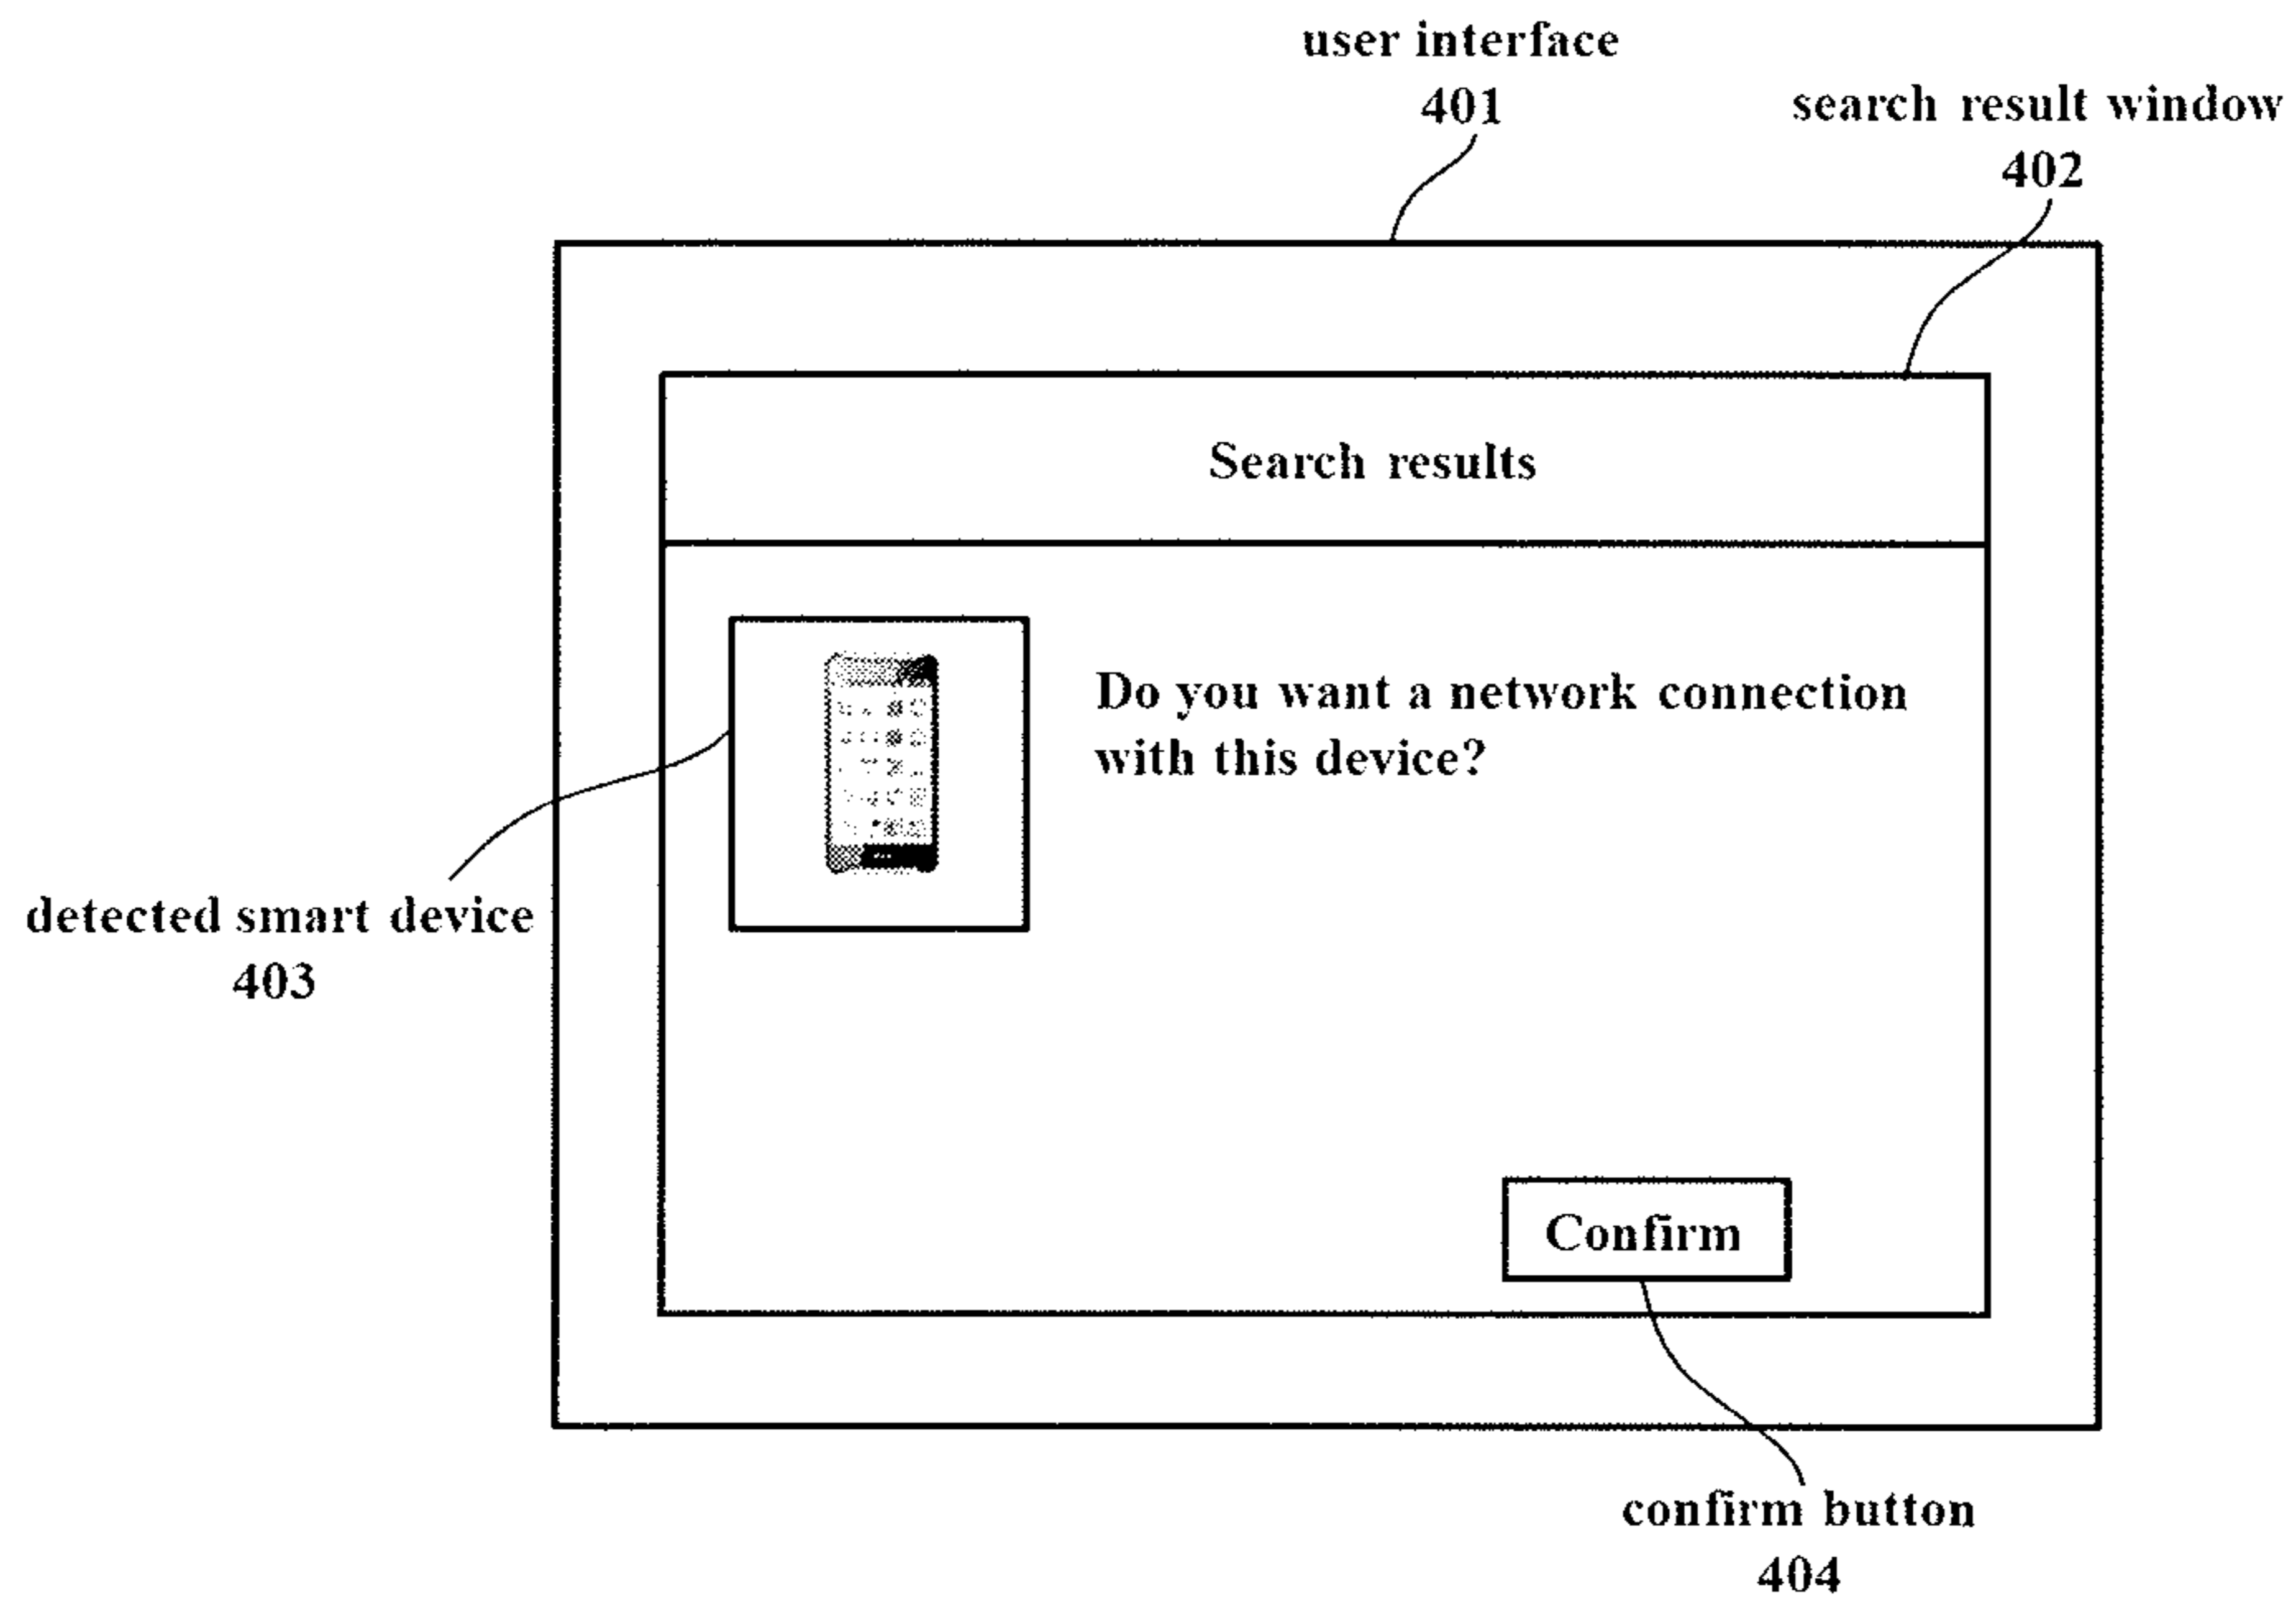 user interface
401
search result window
402
Search results
Do you want a network connection
with this device?
detected smart device
403
Confirm
confirm button
404